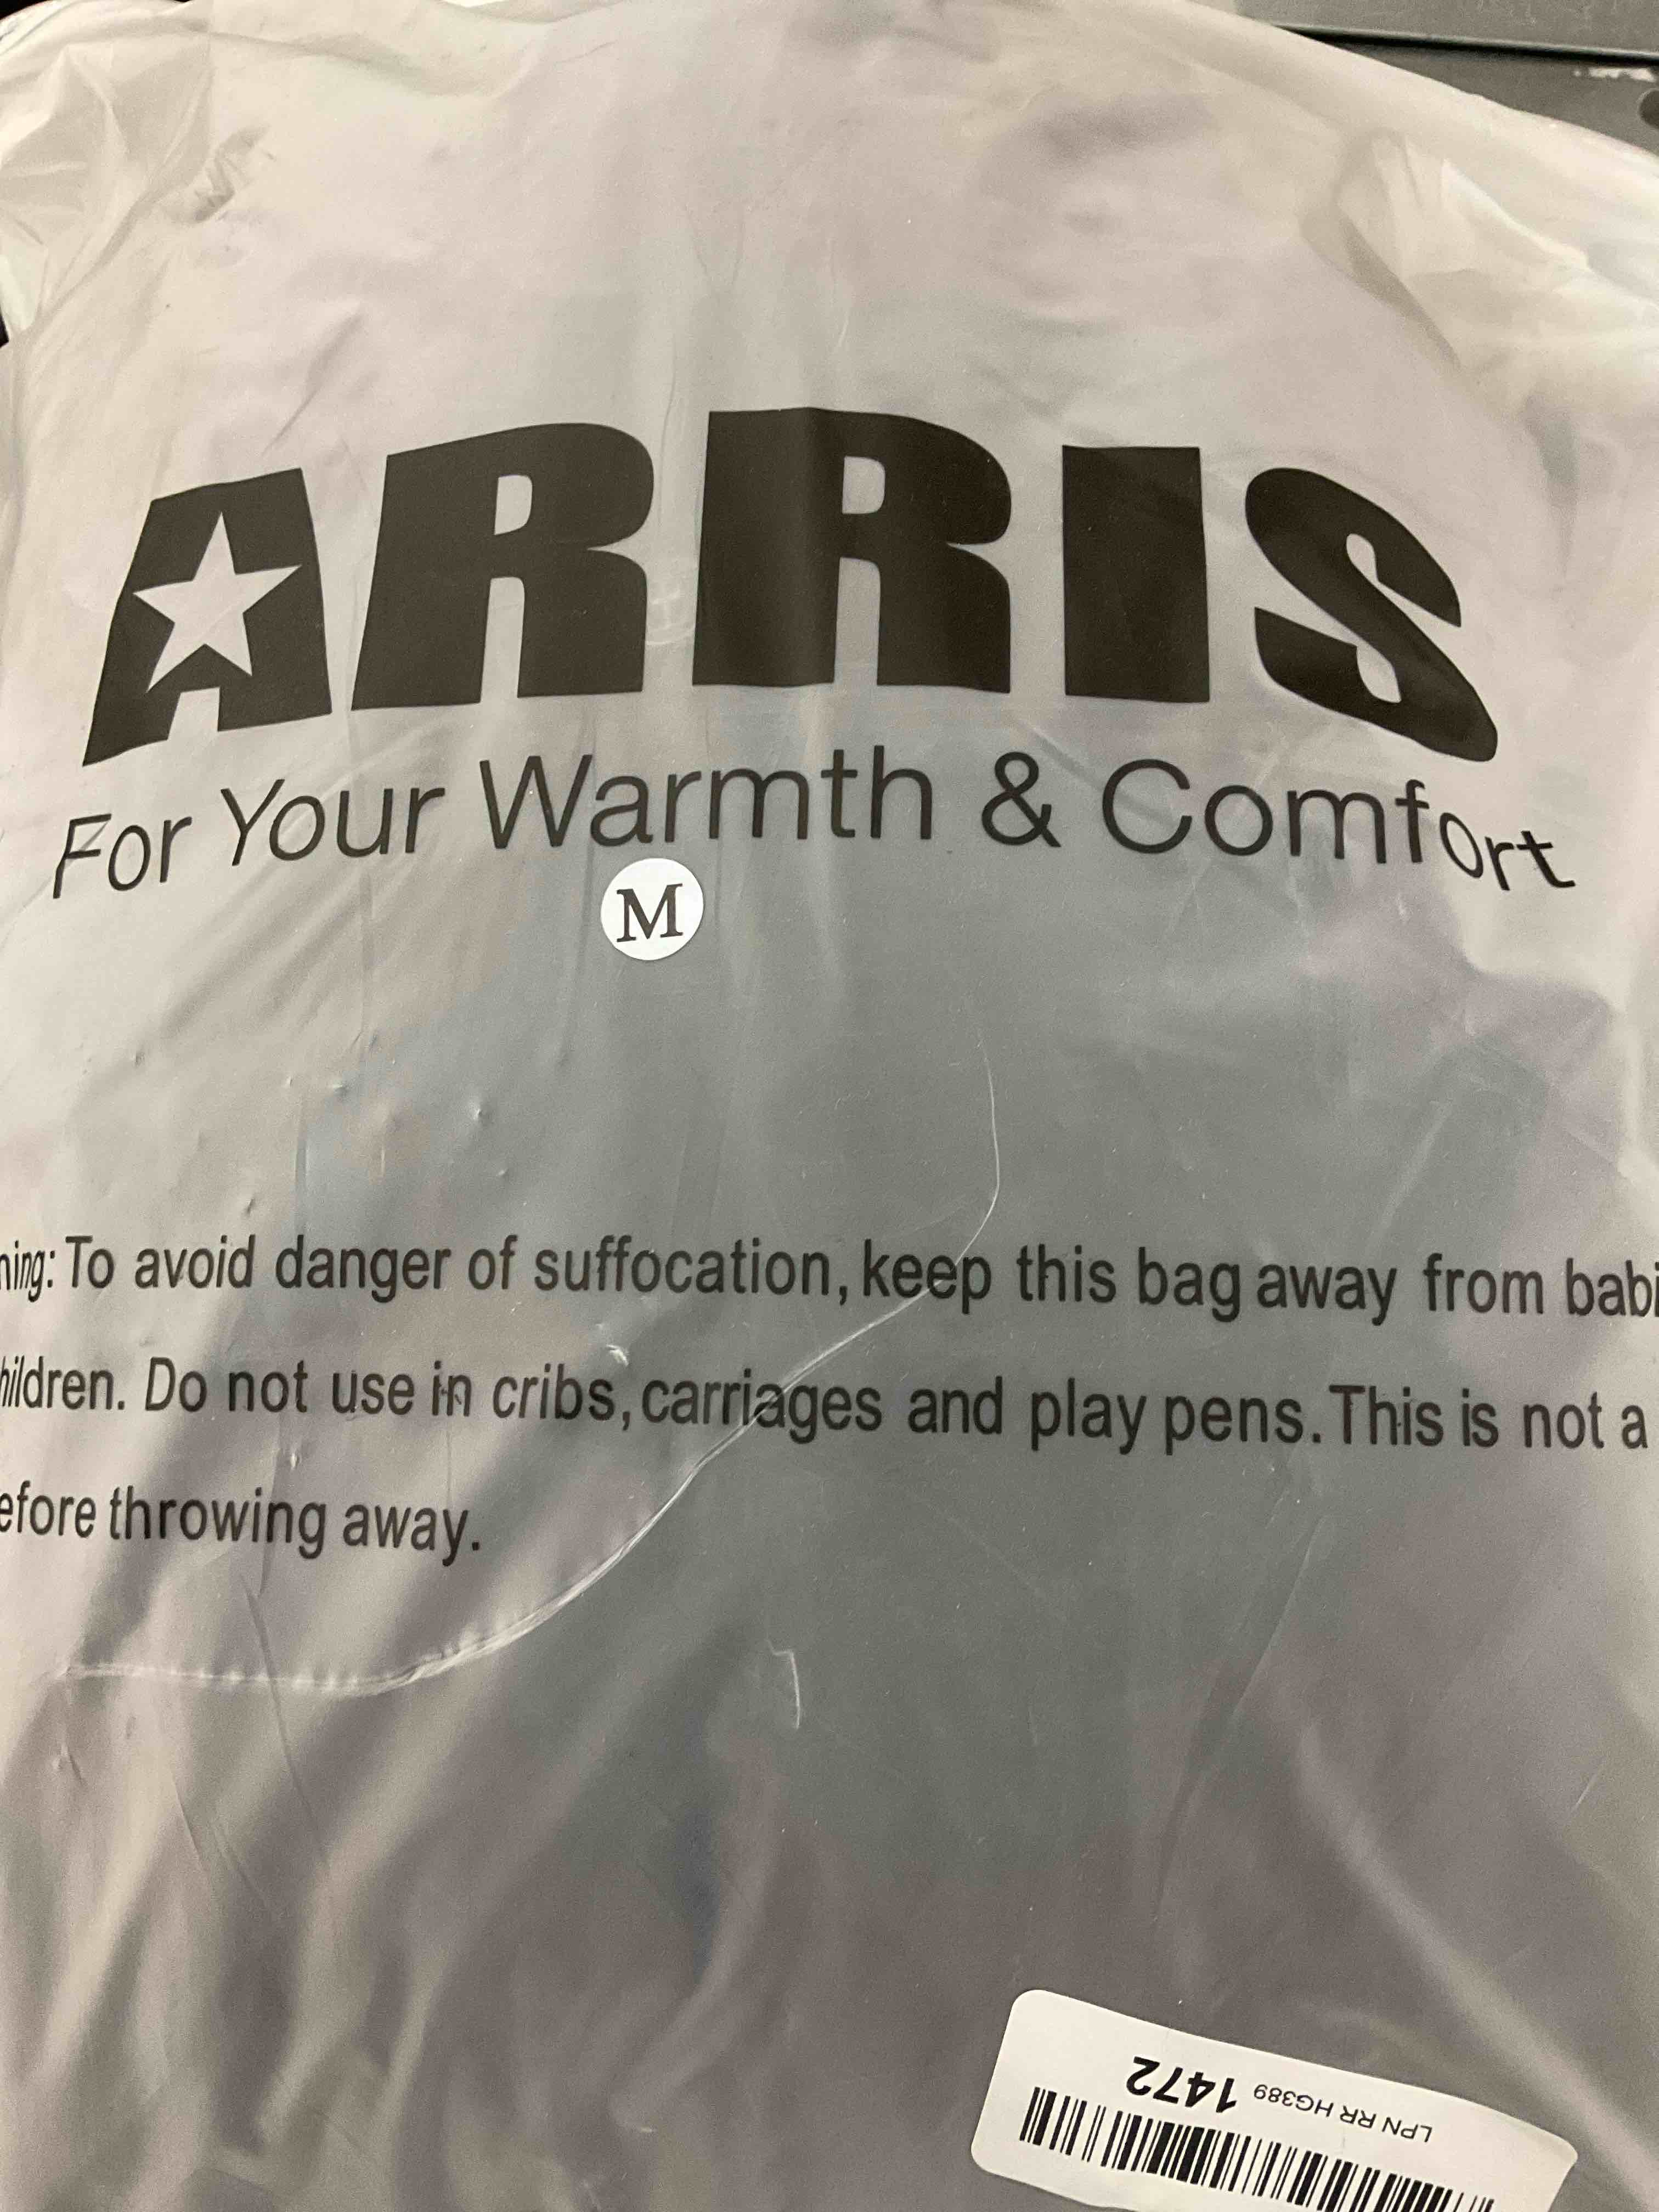 ARRIS
For Your Warmth & Comfort
M
ning: To avoid danger of suffocation, keep this bag away from babi
hildren. Do not use in cribs, carriages and play pens. This is not a
efore throwing away.
LPN RR HG389 1472